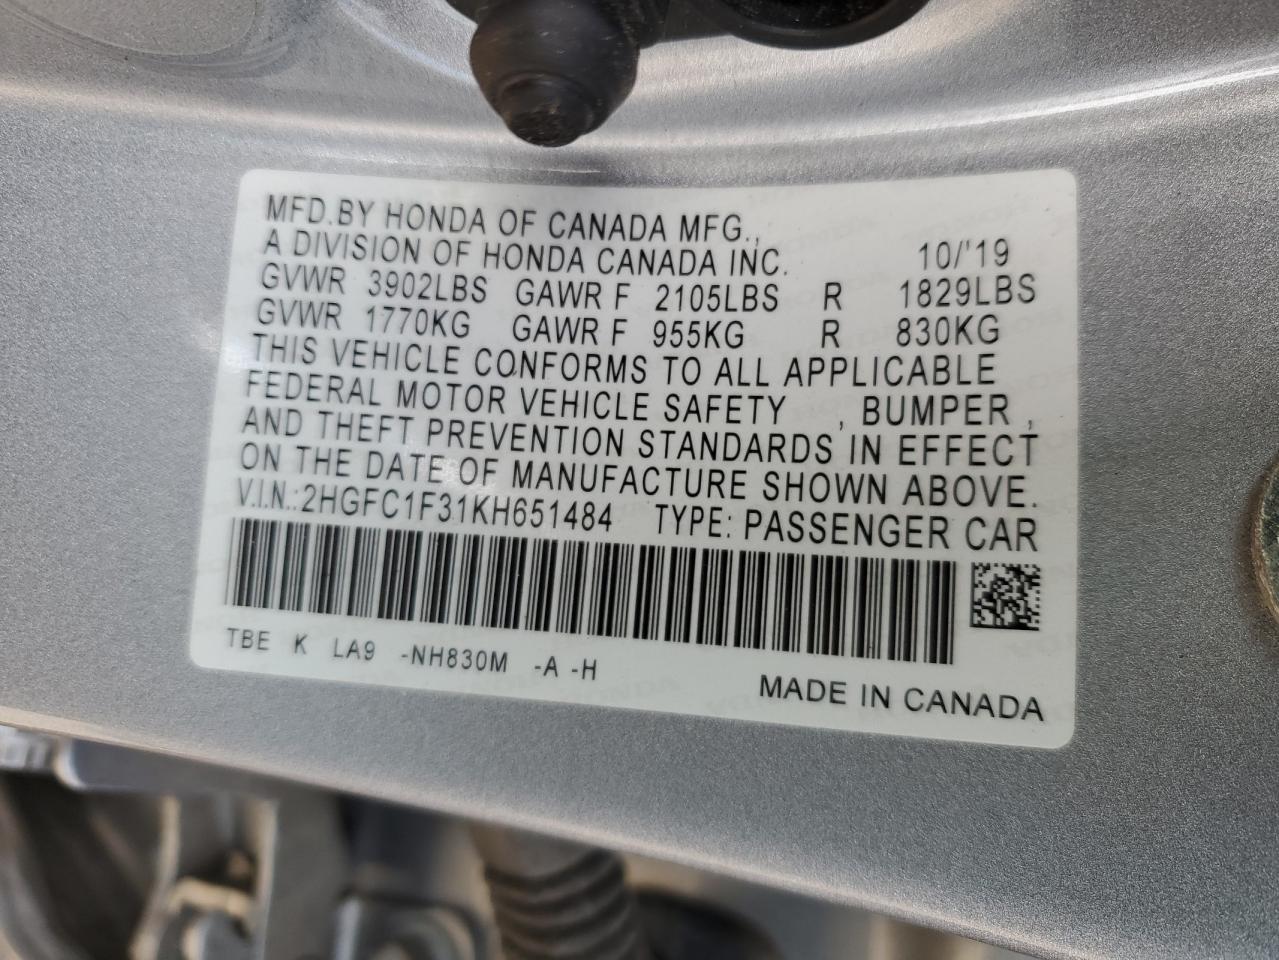 MFD.BY HONDA OF CANADA MFG.,
A DIVISION OF HONDA CANADA INC. 10/'19
GVWR 3902LBS GAWR F 2105LBS R 1829LBS
GVWR 1770KG GAWR F 955KG R 830KG
THIS VEHICLE CONFORMS TO ALL APPLICABLE
FEDERAL MOTOR VEHICLE SAFETY , BUMPER ,
AND THEFT PREVENTION STANDARDS IN EFFECT
ON THE DATE OF MANUFACTURE SHOWN ABOVE.
V.I.N.:2HGFC1F31KH651484 TYPE: PASSENGER CAR
TBE K LA9 -NH830M -A -H
MADE IN CANADA